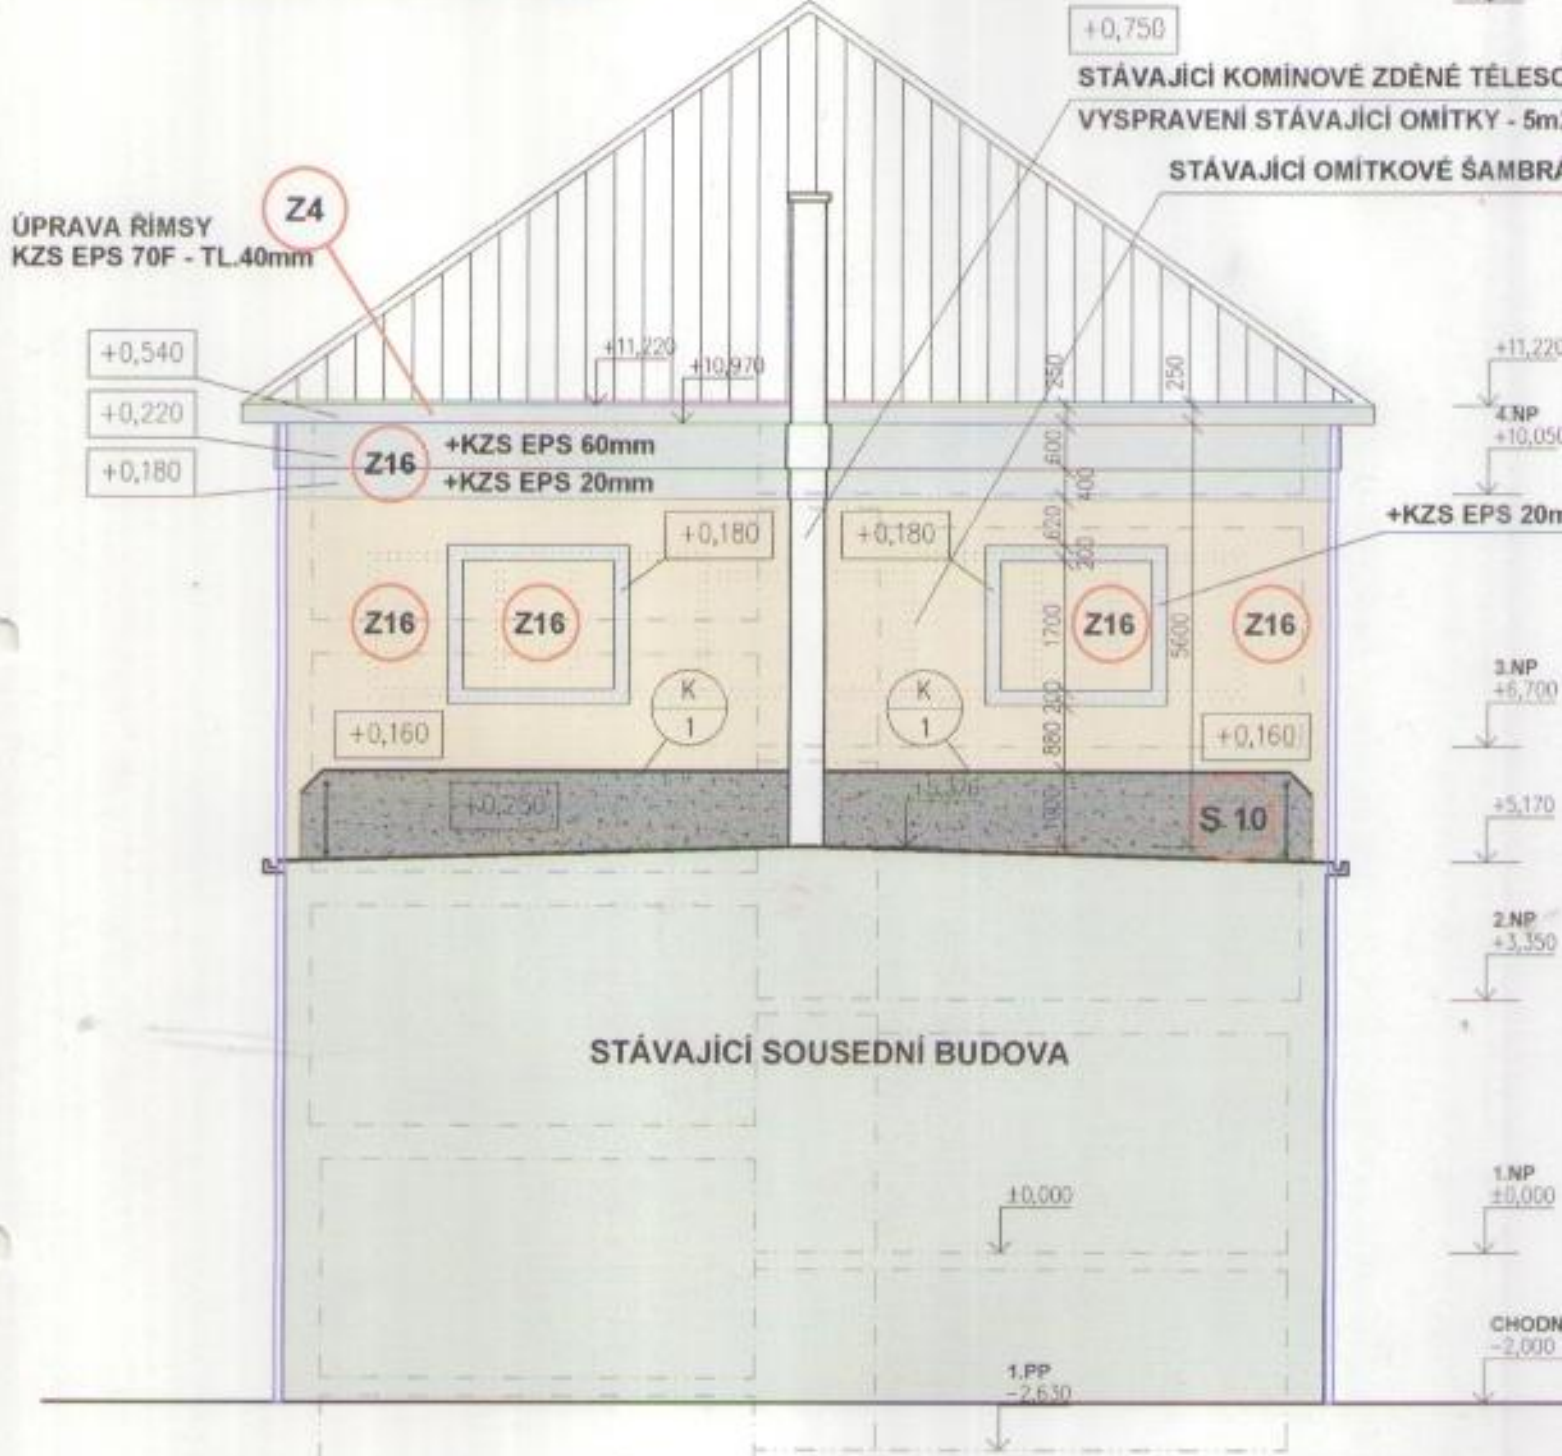 +0,750
STÁVAJÍCÍ KOMÍNOVÉ ZDĚNÉ TĚLESO
VYSPRAVENÍ STÁVAJÍCÍ OMÍTKY - 5m2
STÁVAJÍCÍ OMÍTKOVÉ ŠAMBRÁ
Z4
ÚPRAVA ŘÍMSY
KZS EPS 70F - TL.40mm
+0,540
+0,220
+0,180
+11,220
+10,970
250
250
+11,220
4.NP
+10,050
Z16
+KZS EPS 60mm
+KZS EPS 20mm
600
400
620
200
1700
5600
200
880
1000
+0,180
+0,180
+KZS EPS 20m
Z16
Z16
Z16
Z16
K
1
K
1
3.NP
+6,700
+0,160
+0,160
+0,250
S 10
+5,170
2.NP
+3,350
STÁVAJÍCÍ SOUSEDNÍ BUDOVA
±0,000
1.NP
±0,000
CHODN
-2,000
1.PP
-2,630